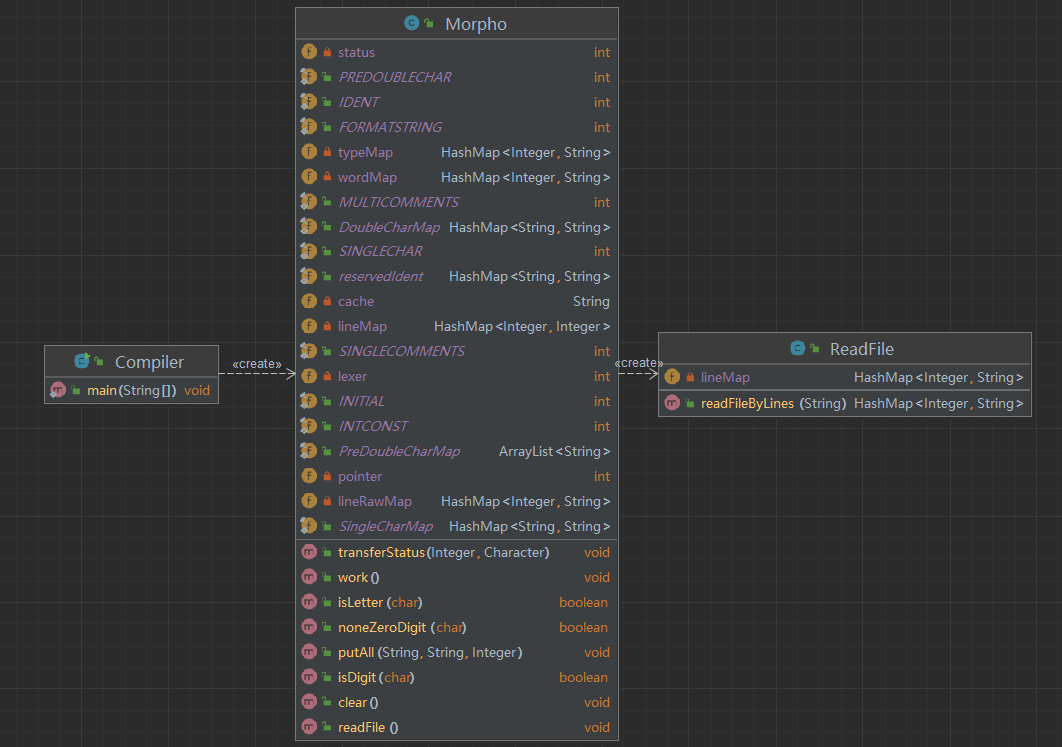 Morpho
status int
PREDOUBLECHAR int
IDENT int
FORMATSTRING int
typeMap HashMap<Integer, String>
wordMap HashMap<Integer, String>
MULTICOMMENTS int
DoubleCharMap HashMap<String, String>
SINGLECHAR int
reservedIdent HashMap<String, String>
cache String
lineMap HashMap<Integer, Integer>
SINGLECOMMENTS int
lexer int
INITIAL int
INTCONST int
PreDoubleCharMap ArrayList<String>
pointer int
lineRawMap HashMap<Integer, String>
SingleCharMap HashMap<String, String>
transferStatus(Integer, Character) void
work() void
isLetter(char) boolean
noneZeroDigit(char) boolean
putAll(String, String, Integer) void
isDigit(char) boolean
clear() void
readFile() void
Compiler
main(String[]) void
«create»
«create»
ReadFile
lineMap HashMap<Integer, String>
readFileByLines(String) HashMap<Integer, String>